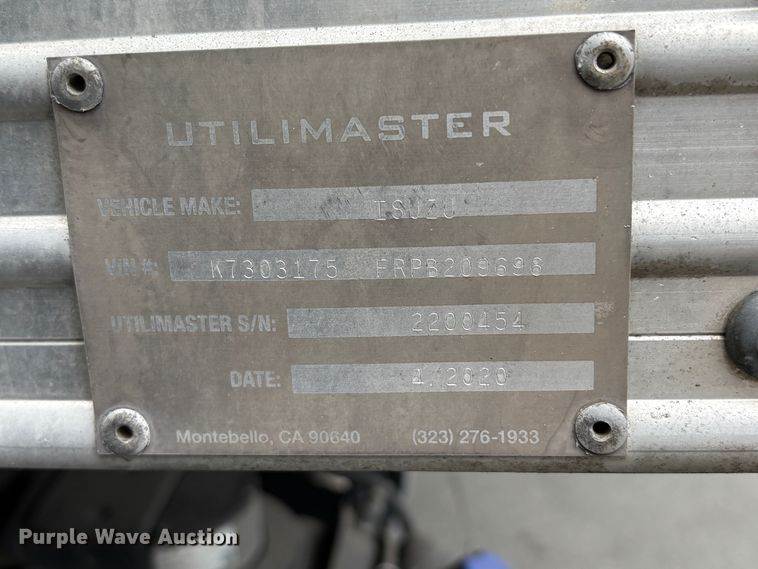 UTILIMASTER
VEHICLE MAKE: ISUZU
VIN #: K7303175 FRPB209698
UTILIMASTER S/N: 2200454
DATE: 4/2020
Montebello, CA 90640 (323) 276-1933
Purple Wave Auction